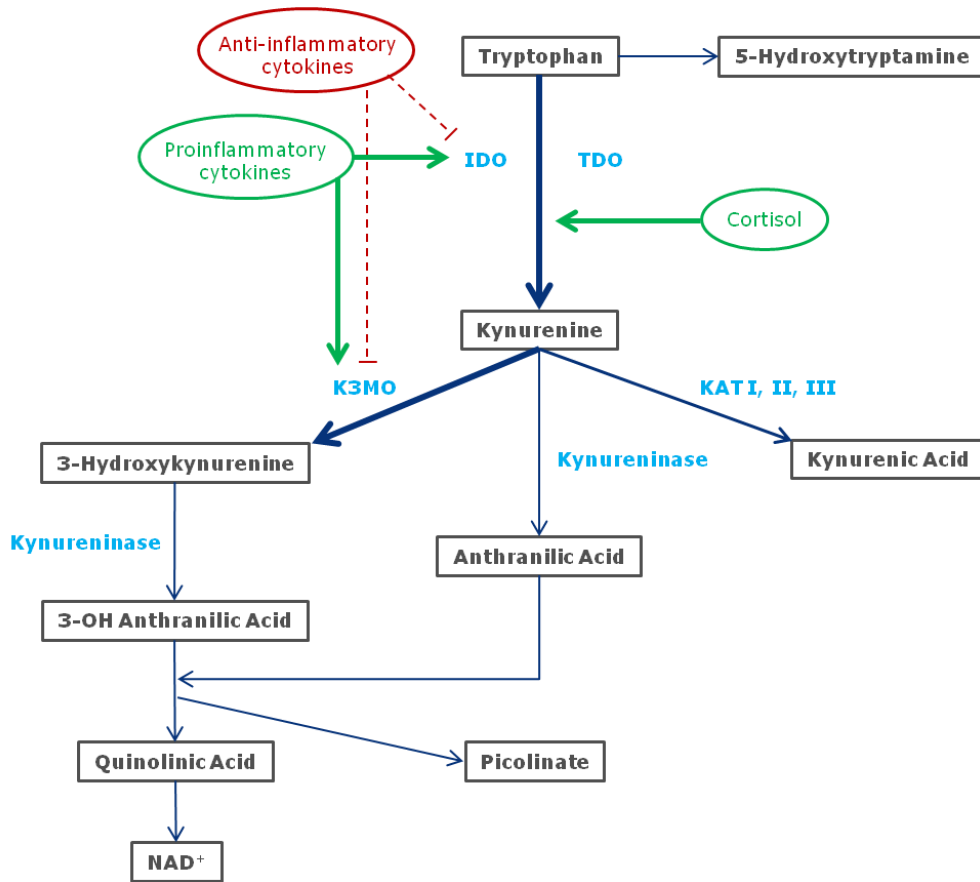 Anti-inflammatory
cytokines
Tryptophan
5-Hydroxytryptamine
Proinflammatory
cytokines
IDO
TDO
Cortisol
Kynurenine
K3MO
KAT I, II, III
3-Hydroxykynurenine
Kynureninase
Kynurenic Acid
Kynureninase
Anthranilic Acid
3-OH Anthranilic Acid
Quinolinic Acid
Picolinate
NAD⁺